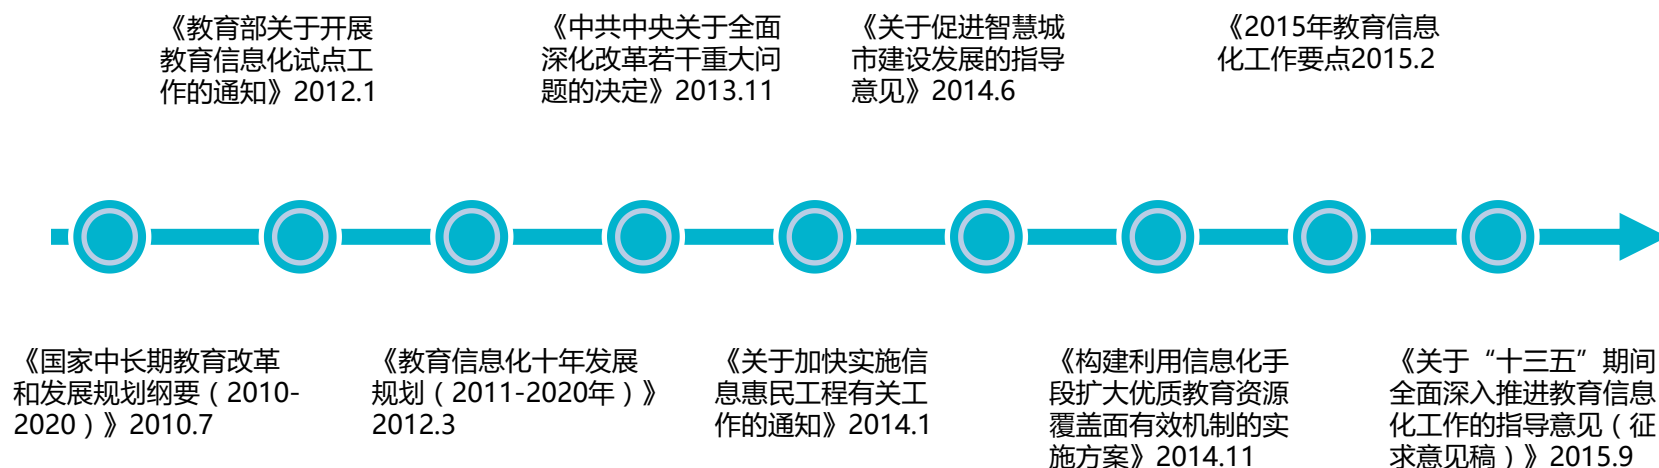 《教育部关于开展
教育信息化试点工
作的通知》2012.1
《中共中央关于全面
深化改革若干重大问
题的决定》2013.11
《关于促进智慧城
市建设发展的指导
意见》2014.6
《2015年教育信息
化工作要点2015.2
《国家中长期教育改革
和发展规划纲要（2010-
2020）》2010.7
《教育信息化十年发展
规划（2011-2020年）》
2012.3
《关于加快实施信
息惠民工程有关工
作的通知》2014.1
《构建利用信息化手
段扩大优质教育资源
覆盖面有效机制的实
施方案》2014.11
《关于“十三五”期间
全面深入推进教育信息
化工作的指导意见（征
求意见稿）》2015.9